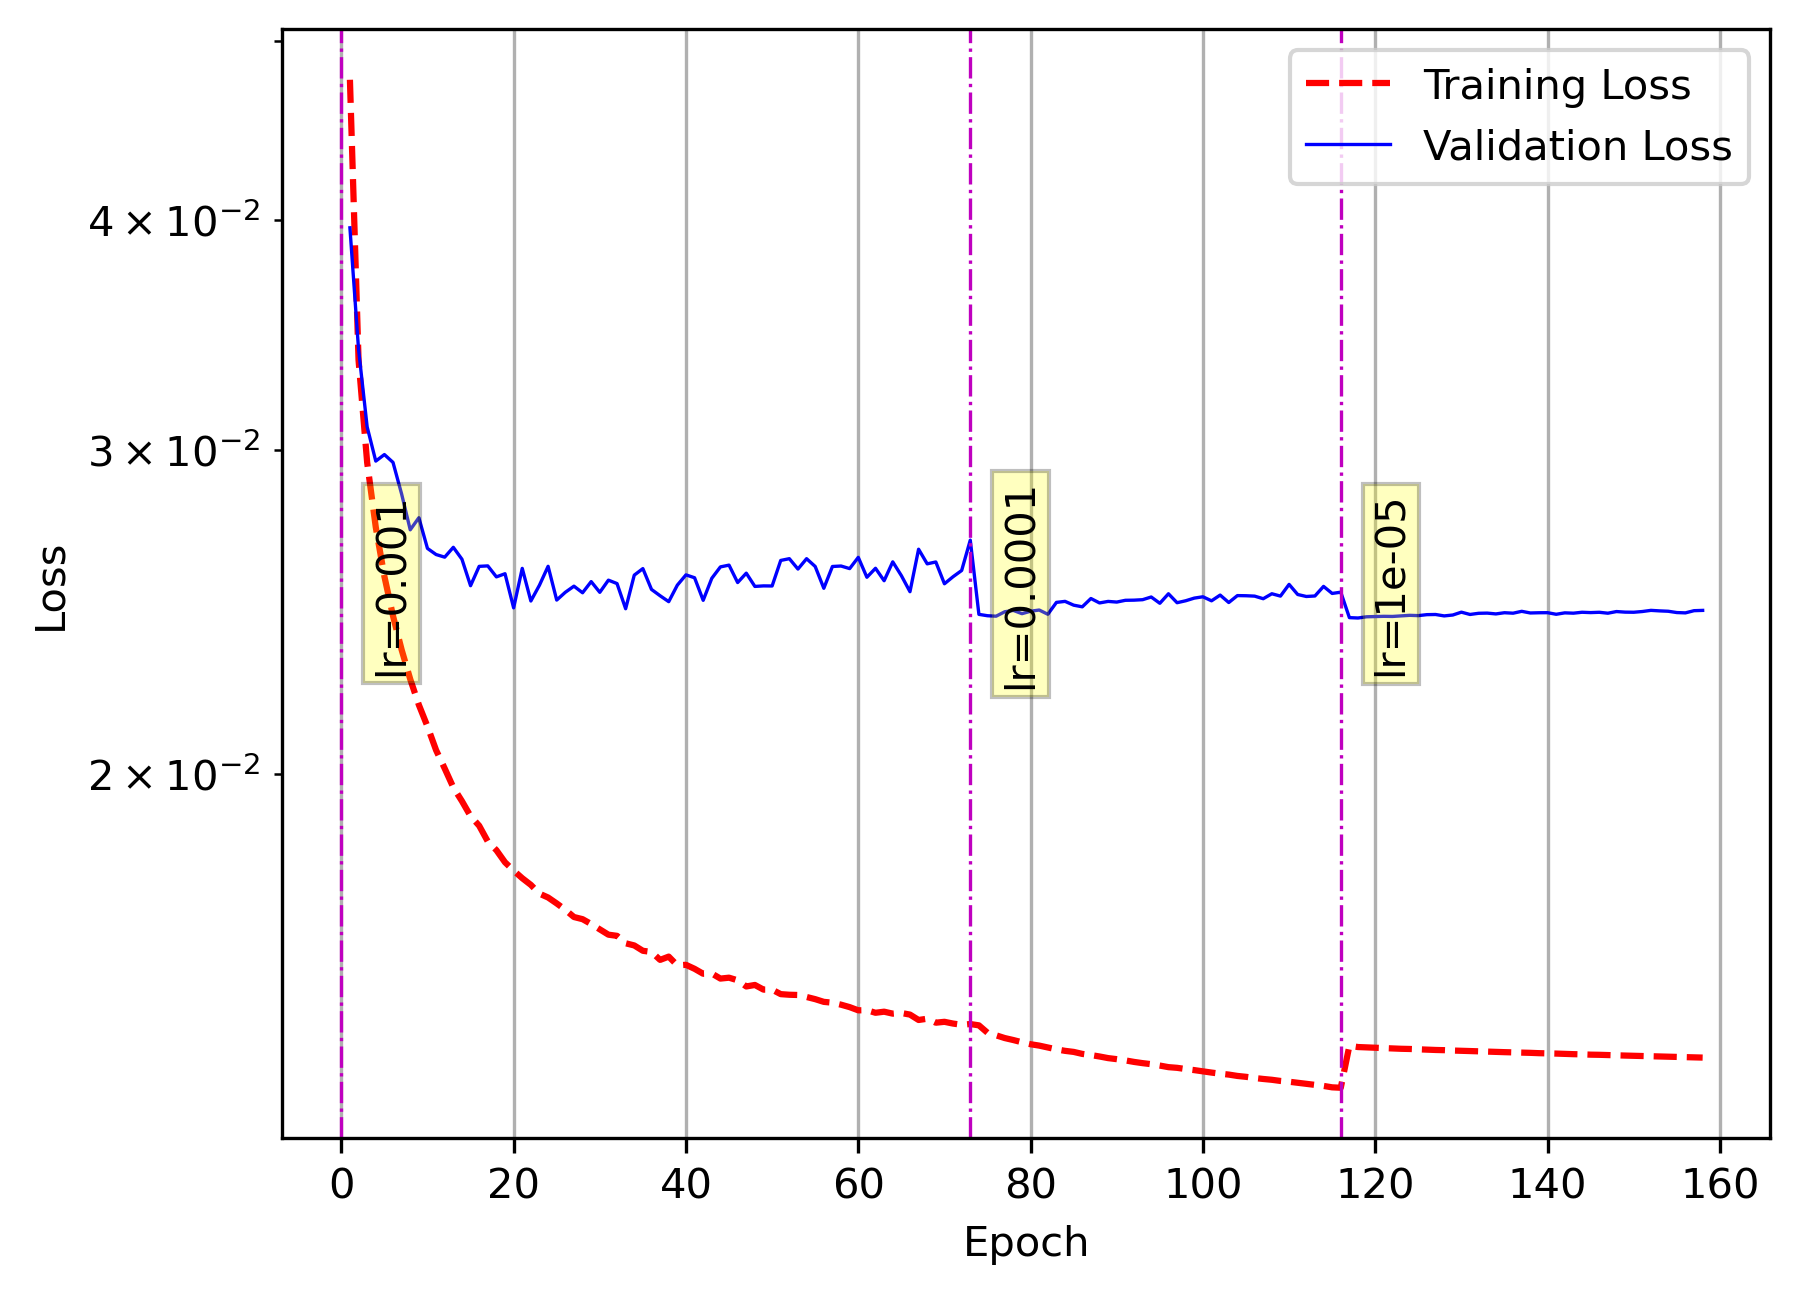 Training Loss
Validation Loss
4×10⁻²
3×10⁻²
2×10⁻²
Loss
lr=0.001
lr=0.0001
lr=1e-05
0 20 40 60 80 100 120 140 160
Epoch